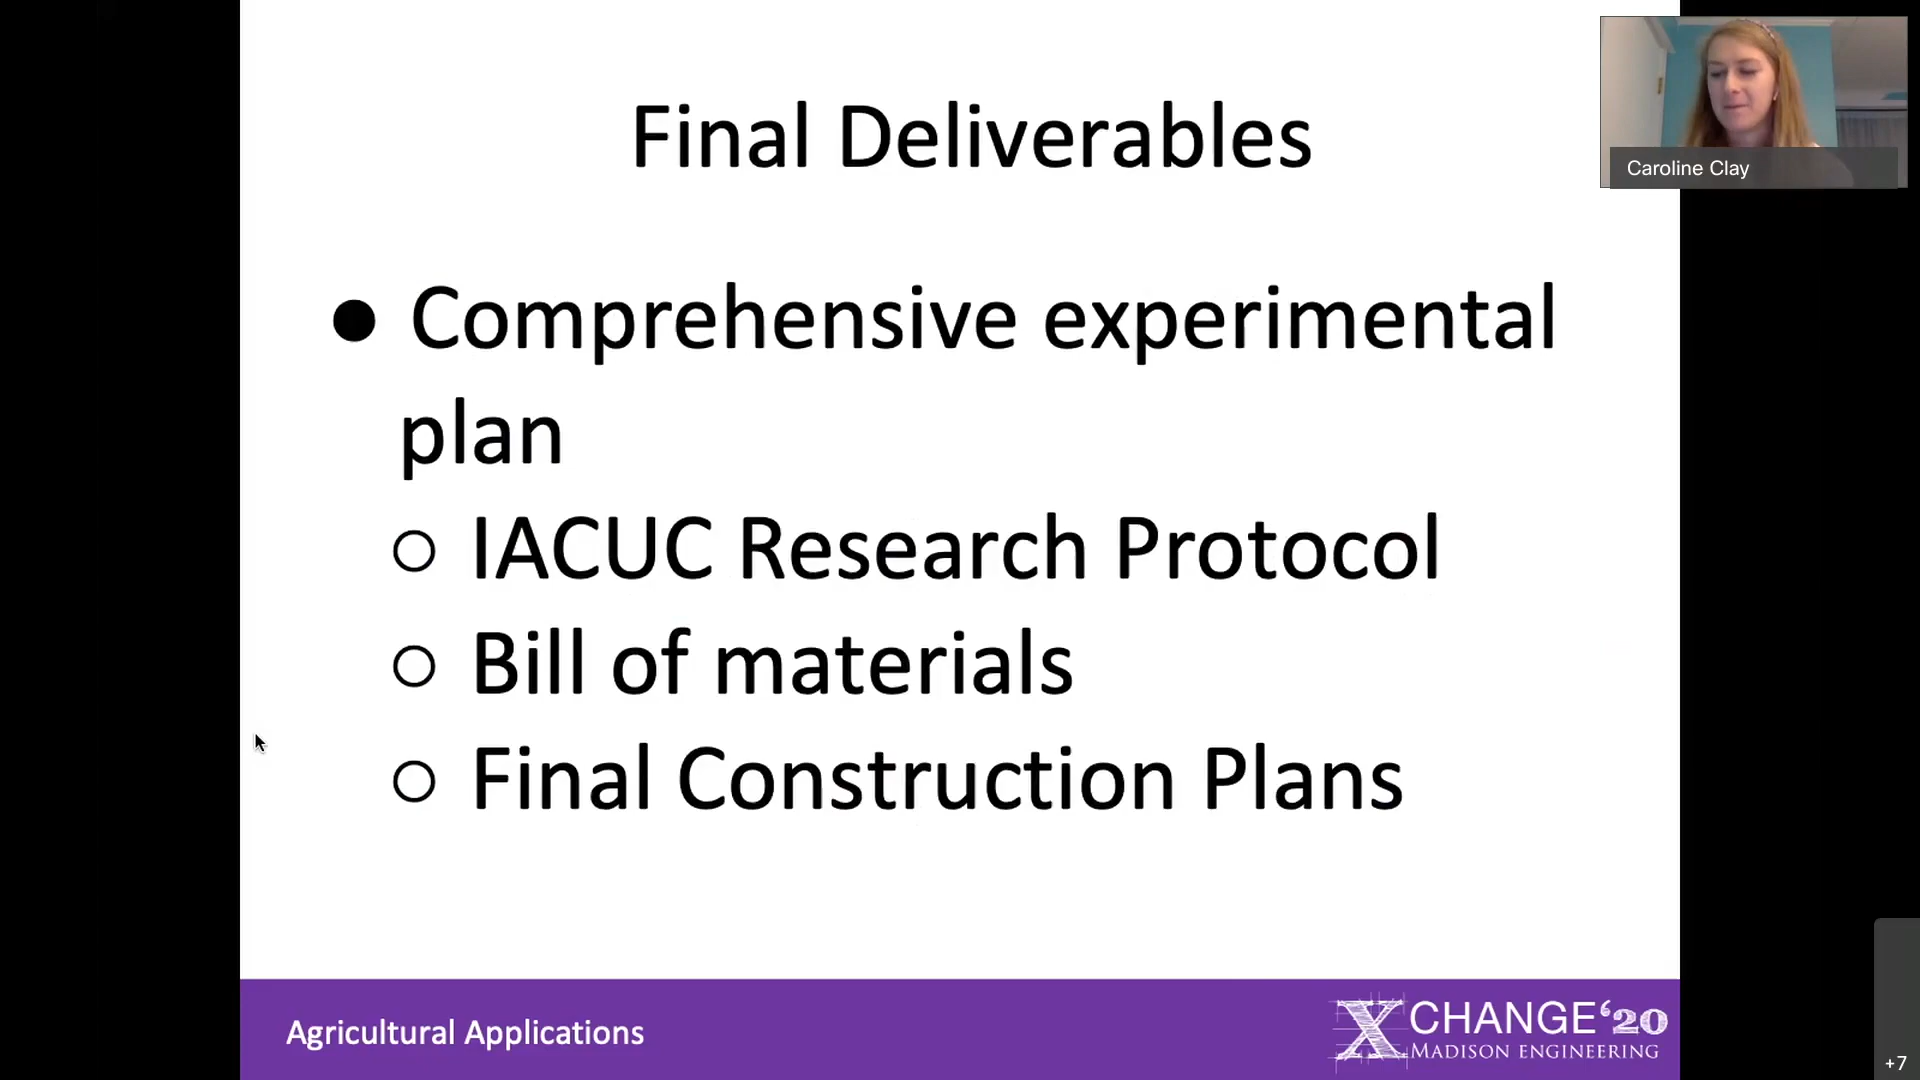 Final Deliverables
Caroline Clay
● Comprehensive experimental
plan
○ IACUC Research Protocol
○ Bill of materials
○ Final Construction Plans
Agricultural Applications
XCHANGE‘20
MADISON ENGINEERING
+7